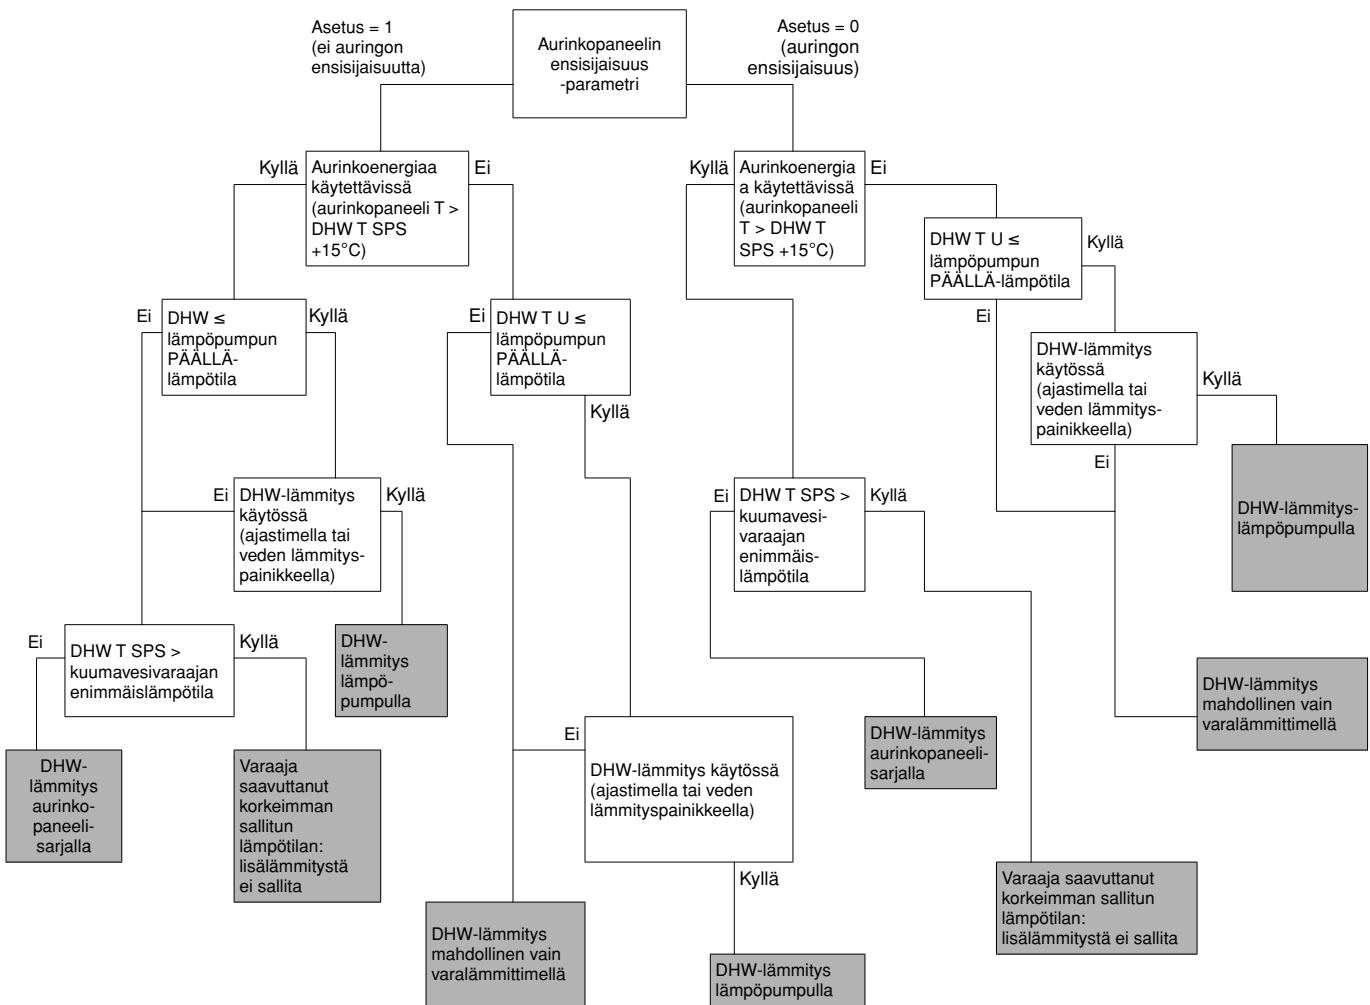 Asetus = 1
(ei auringon
ensisijaisuutta)
Aurinkopaneelin
ensisijaisuus
-parametri
Asetus = 0
(auringon
ensisijaisuus)
Kyllä
Aurinkoenergiaa
käytettävissä
(aurinkopaneeli T >
DHW T SPS
+15°C)
Ei
Kyllä
Aurinkoenergia
a käytettävissä
(aurinkopaneeli
T > DHW T
SPS +15°C)
Ei
DHW T U ≤
lämpöpumpun
PÄÄLLÄ-lämpötila
Kyllä
Ei
Ei
DHW ≤
lämpöpumpun
PÄÄLLÄ-
lämpötila
Kyllä
Ei
DHW T U ≤
lämpöpumpun
PÄÄLLÄ-
lämpötila
Kyllä
DHW-lämmitys
käytössä
(ajastimella tai
veden lämmitys-
painikkeella)
Kyllä
Ei
Ei
DHW-lämmitys
käytössä
(ajastimella tai
veden lämmitys-
painikkeella)
Kyllä
Ei
DHW T SPS >
kuumavesi-
varaajan
enimmäis-
lämpötila
Kyllä
DHW-lämmitys-
lämpöpumpulla
Ei
DHW T SPS >
kuumavesivaraajan
enimmäislämpötila
Kyllä
DHW-
lämmitys
lämpö-
pumpulla
DHW-lämmitys
mahdollinen vain
varalämmittimellä
DHW-
lämmitys
aurinko-
paneeli-
sarjalla
Varaaja
saavuttanut
korkeimman
sallitun
lämpötilan:
lisälämmitystä
ei sallita
Ei
DHW-lämmitys käytössä
(ajastimella tai veden
lämmityspainikkeella)
Kyllä
DHW-lämmitys
aurinkopaneeli-
sarjalla
Varaaja saavuttanut
korkeimman sallitun
lämpötilan:
lisälämmitystä ei sallita
DHW-lämmitys
mahdollinen vain
varalämmittimellä
DHW-lämmitys
lämpöpumpulla